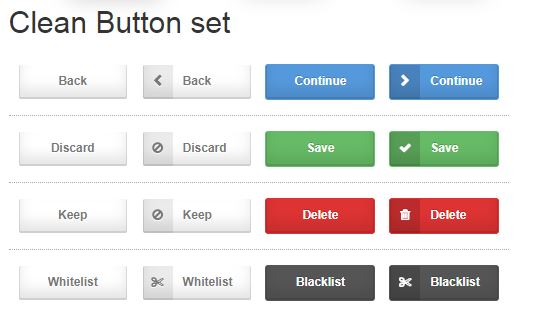 Clean Button set
Back Back Continue Continue
Discard Discard Save Save
Keep Keep Delete Delete
Whitelist Whitelist Blacklist Blacklist